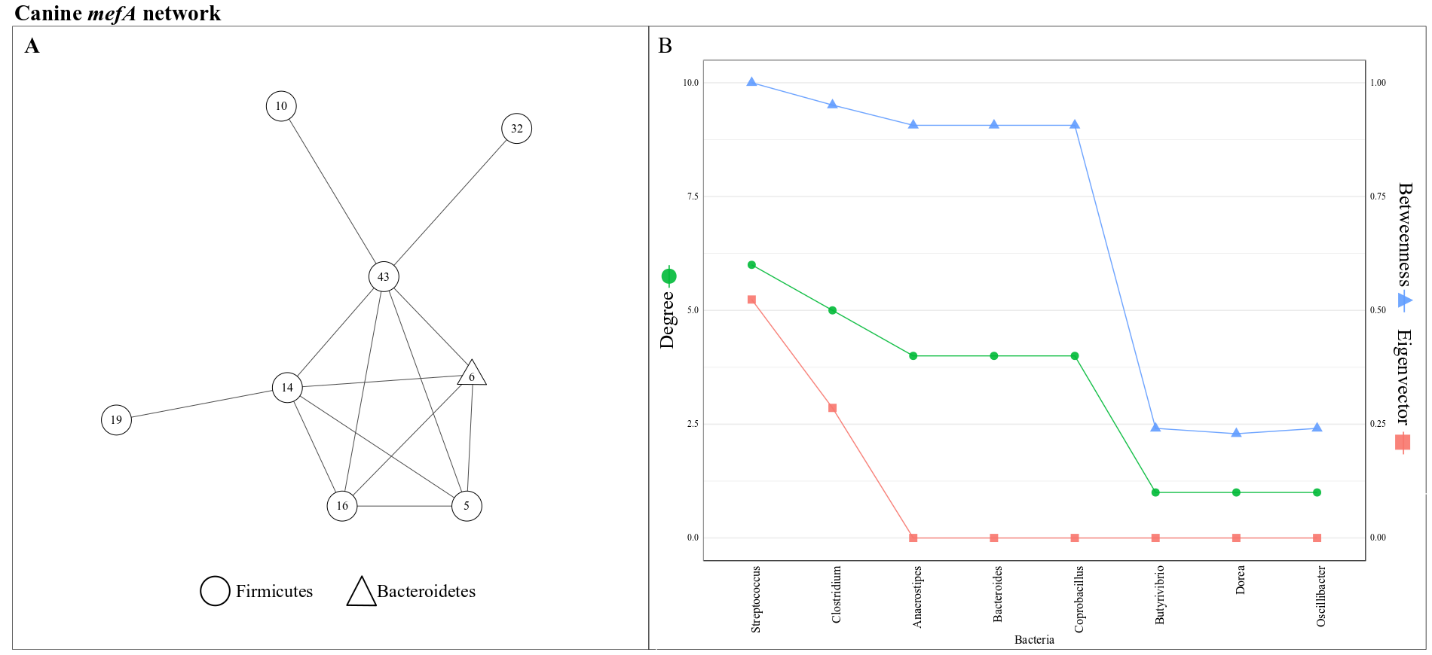 Canine mefA network
A
10
32
43
14
6
19
16
5
Firmicutes
Bacteroidetes
B
10.0
7.5
5.0
2.5
0.0
Degree
1.00
0.75
0.50
0.25
0.00
Betweenness
Eigenvector
Streptococcus
Clostridium
Anaerostipes
Bacteroides
Coprobacillus
Butyrivibrio
Dorea
Oscillibacter
Bacteria